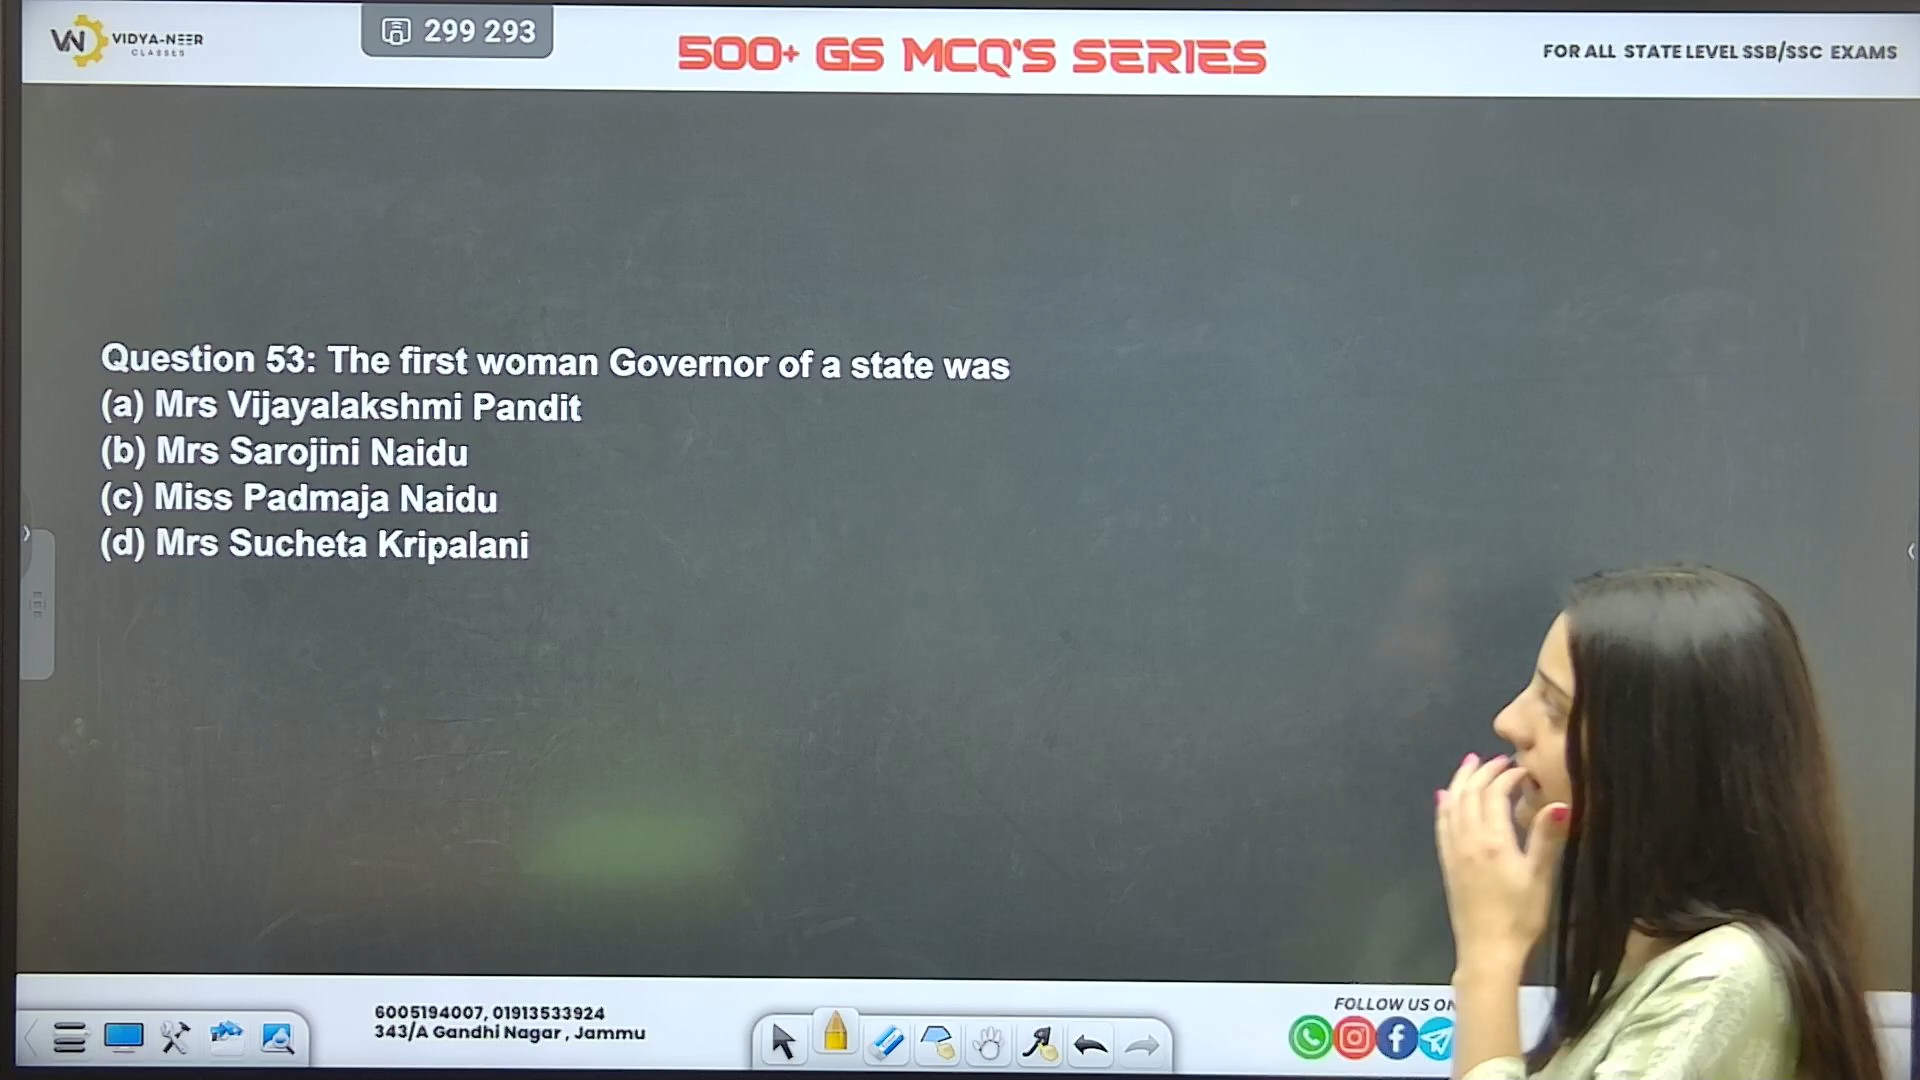 VN VIDYA-NEER
CLASSES
299 293
500+ GS MCQ'S SERIES
FOR ALL STATE LEVEL SSB/SSC EXAMS
Question 53: The first woman Governor of a state was
(a) Mrs Vijayalakshmi Pandit
(b) Mrs Sarojini Naidu
(c) Miss Padmaja Naidu
(d) Mrs Sucheta Kripalani
6005194007, 01913533924
343/A Gandhi Nagar, Jammu
FOLLOW US ON